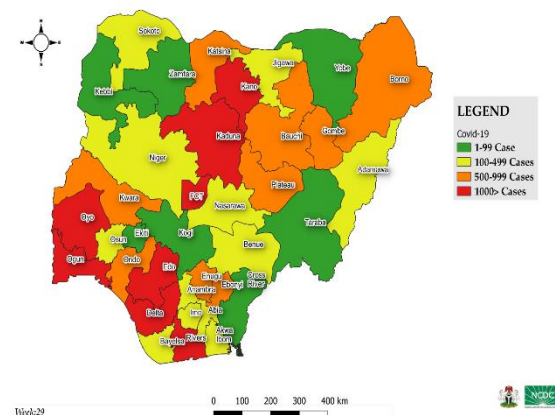 Sokoto
Katsina
Jigawa
Yobe
Borno
Zamfara
Kebbi
Kano
Kaduna
Bauchi
Gombe
Adamawa
Niger
Plateau
FCT
Kwara
Nasarawa
Taraba
Oyo
Osun
Ekiti
Kogi
Benue
Ogun
Ondo
Edo
Enugu
Ebonyi
Cross
River
Anambra
Delta
Imo
Abia
Akwa
Ibom
Bayelsa
Rivers
LEGEND
Covid-19
1-99 Case
100-499 Cases
500-999 Cases
1000> Cases
Week:29
0 100 200 300 400 km
NCDC